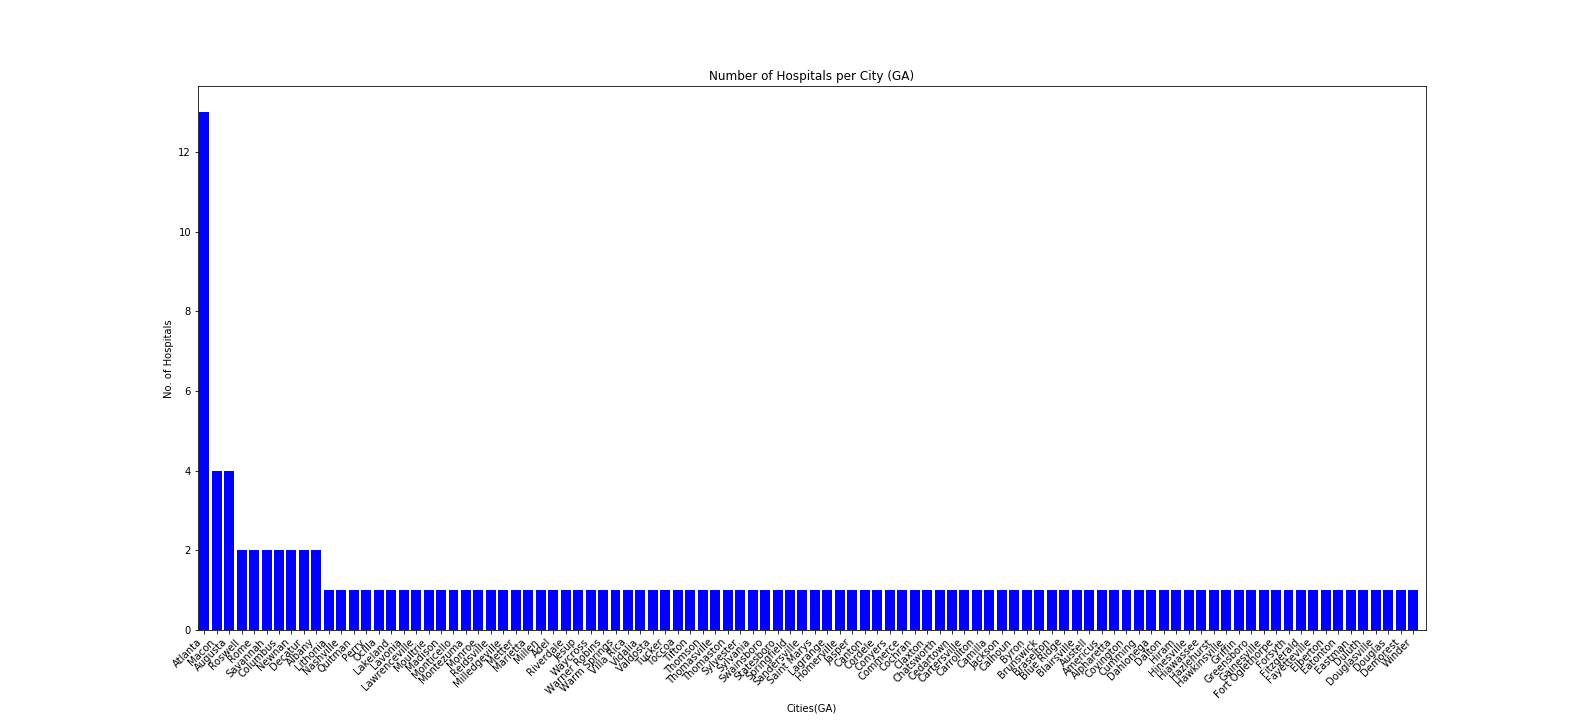 Number of Hospitals per City (GA)
12
10
8
6
4
2
0
No. of Hospitals
Atlanta
Macon
Augusta
Roswell
Rome
Savannah
Columbus
Newnan
Decatur
Albany
Lithonia
Nashville
Quitman
Perry
Ocilla
Lakeland
Lavonia
Lawrenceville
Moultrie
Madison
Monticello
Montezuma
Monroe
Reidsville
Milledgeville
Metter
Marietta
Millen
Adel
Riverdale
Jesup
Waycross
Warner Robins
Warm Springs
Villa Rica
Vidalia
Valdosta
Tucker
Toccoa
Tifton
Thomson
Thomasville
Thomaston
Sylvester
Sylvania
Swainsboro
Statesboro
Springfield
Sandersville
Saint Marys
Lagrange
Homerville
Jasper
Canton
Cordele
Conyers
Commerce
Cochran
Clayton
Chatsworth
Cedartown
Cartersville
Carrollton
Camilla
Jackson
Calhoun
Byron
Brunswick
Braselton
Blue Ridge
Blairsville
Austell
Americus
Alpharetta
Covington
Cumming
Dahlonega
Dalton
Hiram
Hinesville
Hiawassee
Hazlehurst
Hawkinsville
Griffin
Greensboro
Gainesville
Fort Oglethorpe
Forsyth
Fitzgerald
Fayetteville
Elberton
Eatonton
Eastman
Duluth
Douglasville
Douglas
Demorest
Winder
Cities(GA)